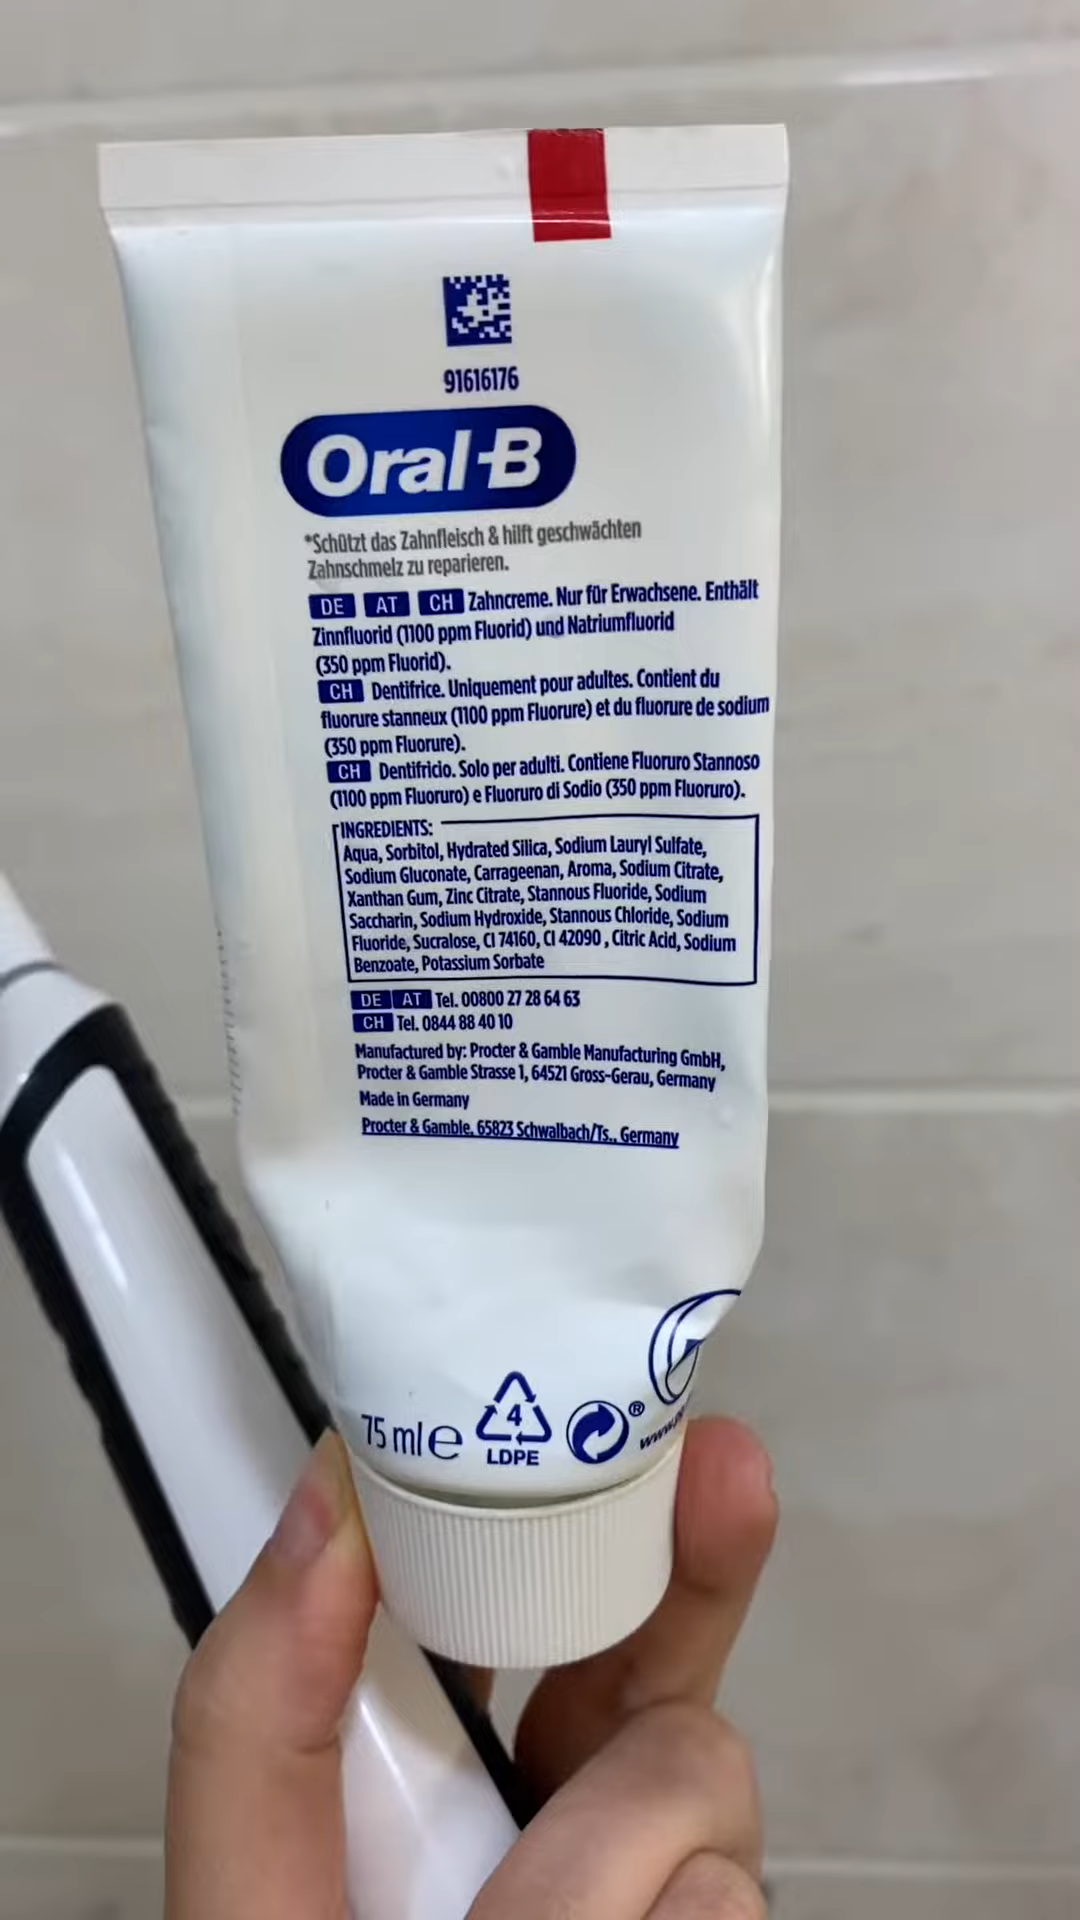 91616176
Oral-B
*Schützt das Zahnfleisch & hilft geschwächten
Zahnschmelz zu reparieren.
DE AT CH Zahncreme. Nur für Erwachsene. Enthält
Zinnfluorid (1100 ppm Fluorid) und Natriumfluorid
(350 ppm Fluorid).
CH Dentifrice. Uniquement pour adultes. Contient du
fluorure stanneux (1100 ppm Fluorure) et du fluorure de sodium
(350 ppm Fluorure).
CH Dentifricio. Solo per adulti. Contiene Fluoruro Stannoso
(1100 ppm Fluoruro) e Fluoruro di Sodio (350 ppm Fluoruro).
INGREDIENTS:
Aqua, Sorbitol, Hydrated Silica, Sodium Lauryl Sulfate,
Sodium Gluconate, Carrageenan, Aroma, Sodium Citrate,
Xanthan Gum, Zinc Citrate, Stannous Fluoride, Sodium
Saccharin, Sodium Hydroxide, Stannous Chloride, Sodium
Fluoride, Sucralose, CI 74160, CI 42090 , Citric Acid, Sodium
Benzoate, Potassium Sorbate
DE AT Tel. 00800 27 28 64 63
CH Tel. 0844 88 40 10
Manufactured by: Procter & Gamble Manufacturing GmbH,
Procter & Gamble Strasse 1, 64521 Gross-Gerau, Germany
Made in Germany
Procter & Gamble, 65823 Schwalbach/Ts., Germany
75 ml e
4
LDPE
®